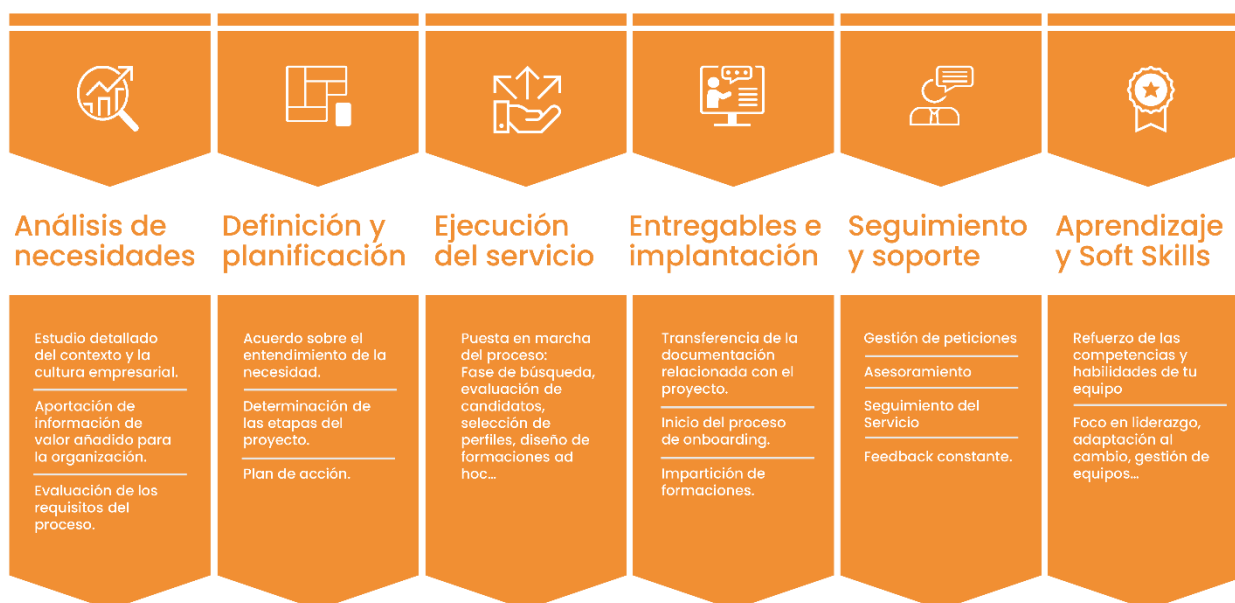 Análisis de
necesidades
Estudio detallado
del contexto y la
cultura empresarial.
Aportación de
información de
valor añadido para
la organización.
Evaluación de los
requisitos del
proceso.
Definición y
planificación
Acuerdo sobre el
entendimiento de la
necesidad.
Determinación de
las etapas del
proyecto.
Plan de acción.
Ejecución
del servicio
Puesta en marcha
del proceso:
Fase de búsqueda,
evaluación de
candidatos,
selección de
perfiles, diseño de
formaciones ad
hoc...
Entregables e
implantación
Transferencia de la
documentación
relacionada con el
proyecto.
Inicio del proceso
de onboarding.
Impartición de
formaciones.
Seguimiento
y soporte
Gestión de peticiones
Asesoramiento
Seguimiento del
Servicio
Feedback constante.
Aprendizaje
y Soft Skills
Refuerzo de las
competencias y
habilidades de tu
equipo
Foco en liderazgo,
adaptación al
cambio, gestión de
equipos...